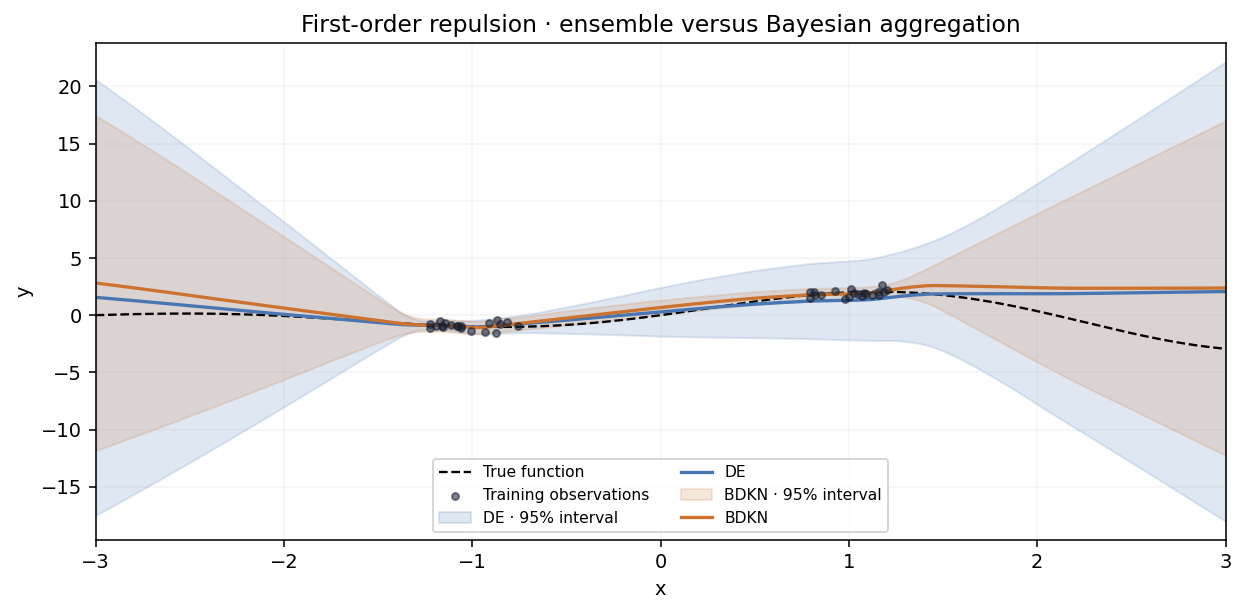 First-order repulsion · ensemble versus Bayesian aggregation
y
20
15
10
5
0
−5
−10
−15
True function
Training observations
DE · 95% interval
DE
BDKN · 95% interval
BDKN
−3
−2
−1
0
1
2
3
x